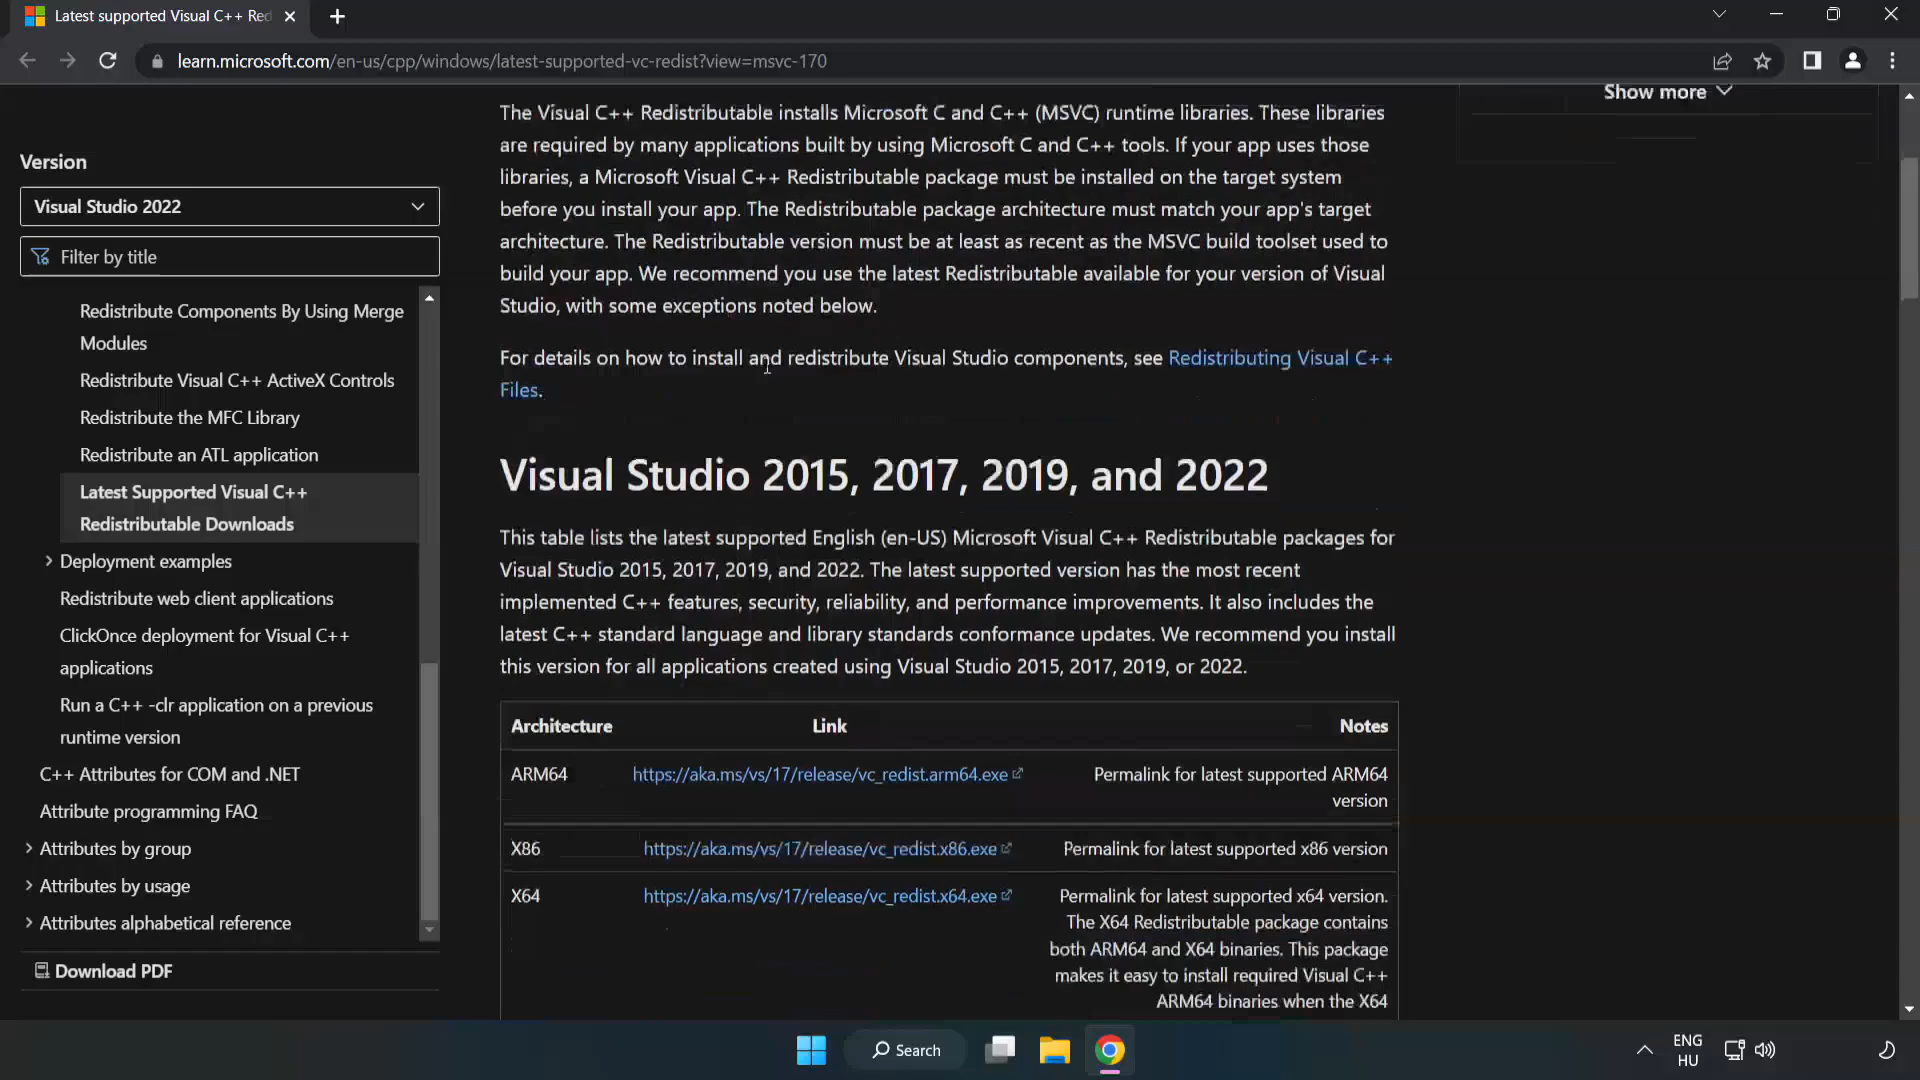 Latest supported Visual C++ Red
learn.microsoft.com/en-us/cpp/windows/latest-supported-vc-redist?view=msvc-170
Version
Visual Studio 2022
Filter by title
Redistribute Components By Using Merge
Modules
Redistribute Visual C++ ActiveX Controls
Redistribute the MFC Library
Redistribute an ATL application
Latest Supported Visual C++
Redistributable Downloads
Deployment examples
Redistribute web client applications
ClickOnce deployment for Visual C++
applications
Run a C++ -clr application on a previous
runtime version
C++ Attributes for COM and .NET
Attribute programming FAQ
Attributes by group
Attributes by usage
Attributes alphabetical reference
Download PDF
The Visual C++ Redistributable installs Microsoft C and C++ (MSVC) runtime libraries. These libraries
are required by many applications built by using Microsoft C and C++ tools. If your app uses those
libraries, a Microsoft Visual C++ Redistributable package must be installed on the target system
before you install your app. The Redistributable package architecture must match your app's target
architecture. The Redistributable version must be at least as recent as the MSVC build toolset used to
build your app. We recommend you use the latest Redistributable available for your version of Visual
Studio, with some exceptions noted below.
For details on how to install and redistribute Visual Studio components, see Redistributing Visual C++
Files.
Visual Studio 2015, 2017, 2019, and 2022
This table lists the latest supported English (en-US) Microsoft Visual C++ Redistributable packages for
Visual Studio 2015, 2017, 2019, and 2022. The latest supported version has the most recent
implemented C++ features, security, reliability, and performance improvements. It also includes the
latest C++ standard language and library standards conformance updates. We recommend you install
this version for all applications created using Visual Studio 2015, 2017, 2019, or 2022.
Architecture Link Notes
ARM64 https://aka.ms/vs/17/release/vc_redist.arm64.exe Permalink for latest supported ARM64
version
X86 https://aka.ms/vs/17/release/vc_redist.x86.exe Permalink for latest supported x86 version
X64 https://aka.ms/vs/17/release/vc_redist.x64.exe Permalink for latest supported x64 version.
The X64 Redistributable package contains
both ARM64 and X64 binaries. This package
makes it easy to install required Visual C++
ARM64 binaries when the X64
Show more
Search
ENG
HU